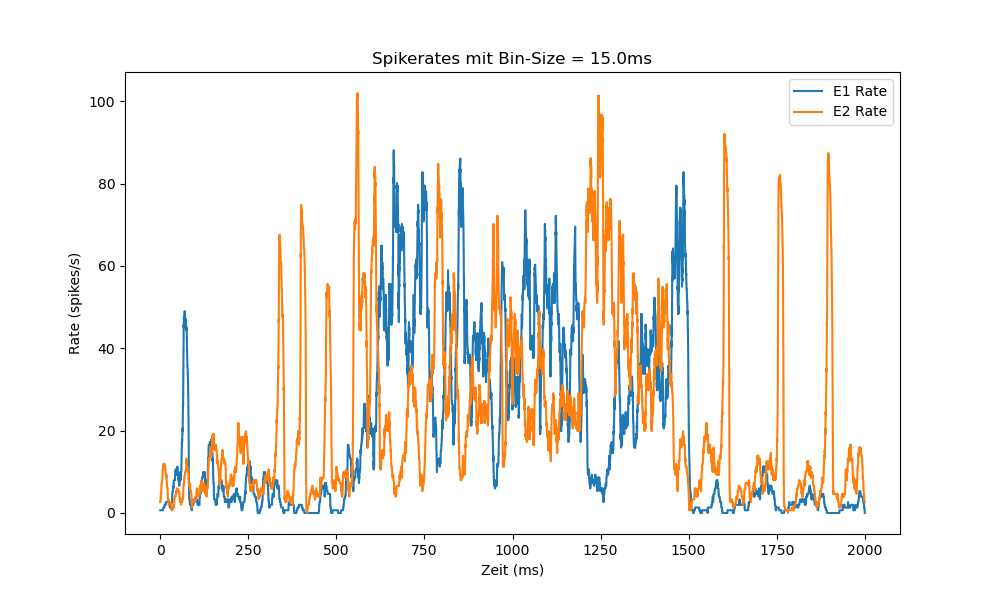 Spikerates mit Bin-Size = 15.0ms
E1 Rate
E2 Rate
100
80
60
40
20
0
Rate (spikes/s)
0 250 500 750 1000 1250 1500 1750 2000
Zeit (ms)